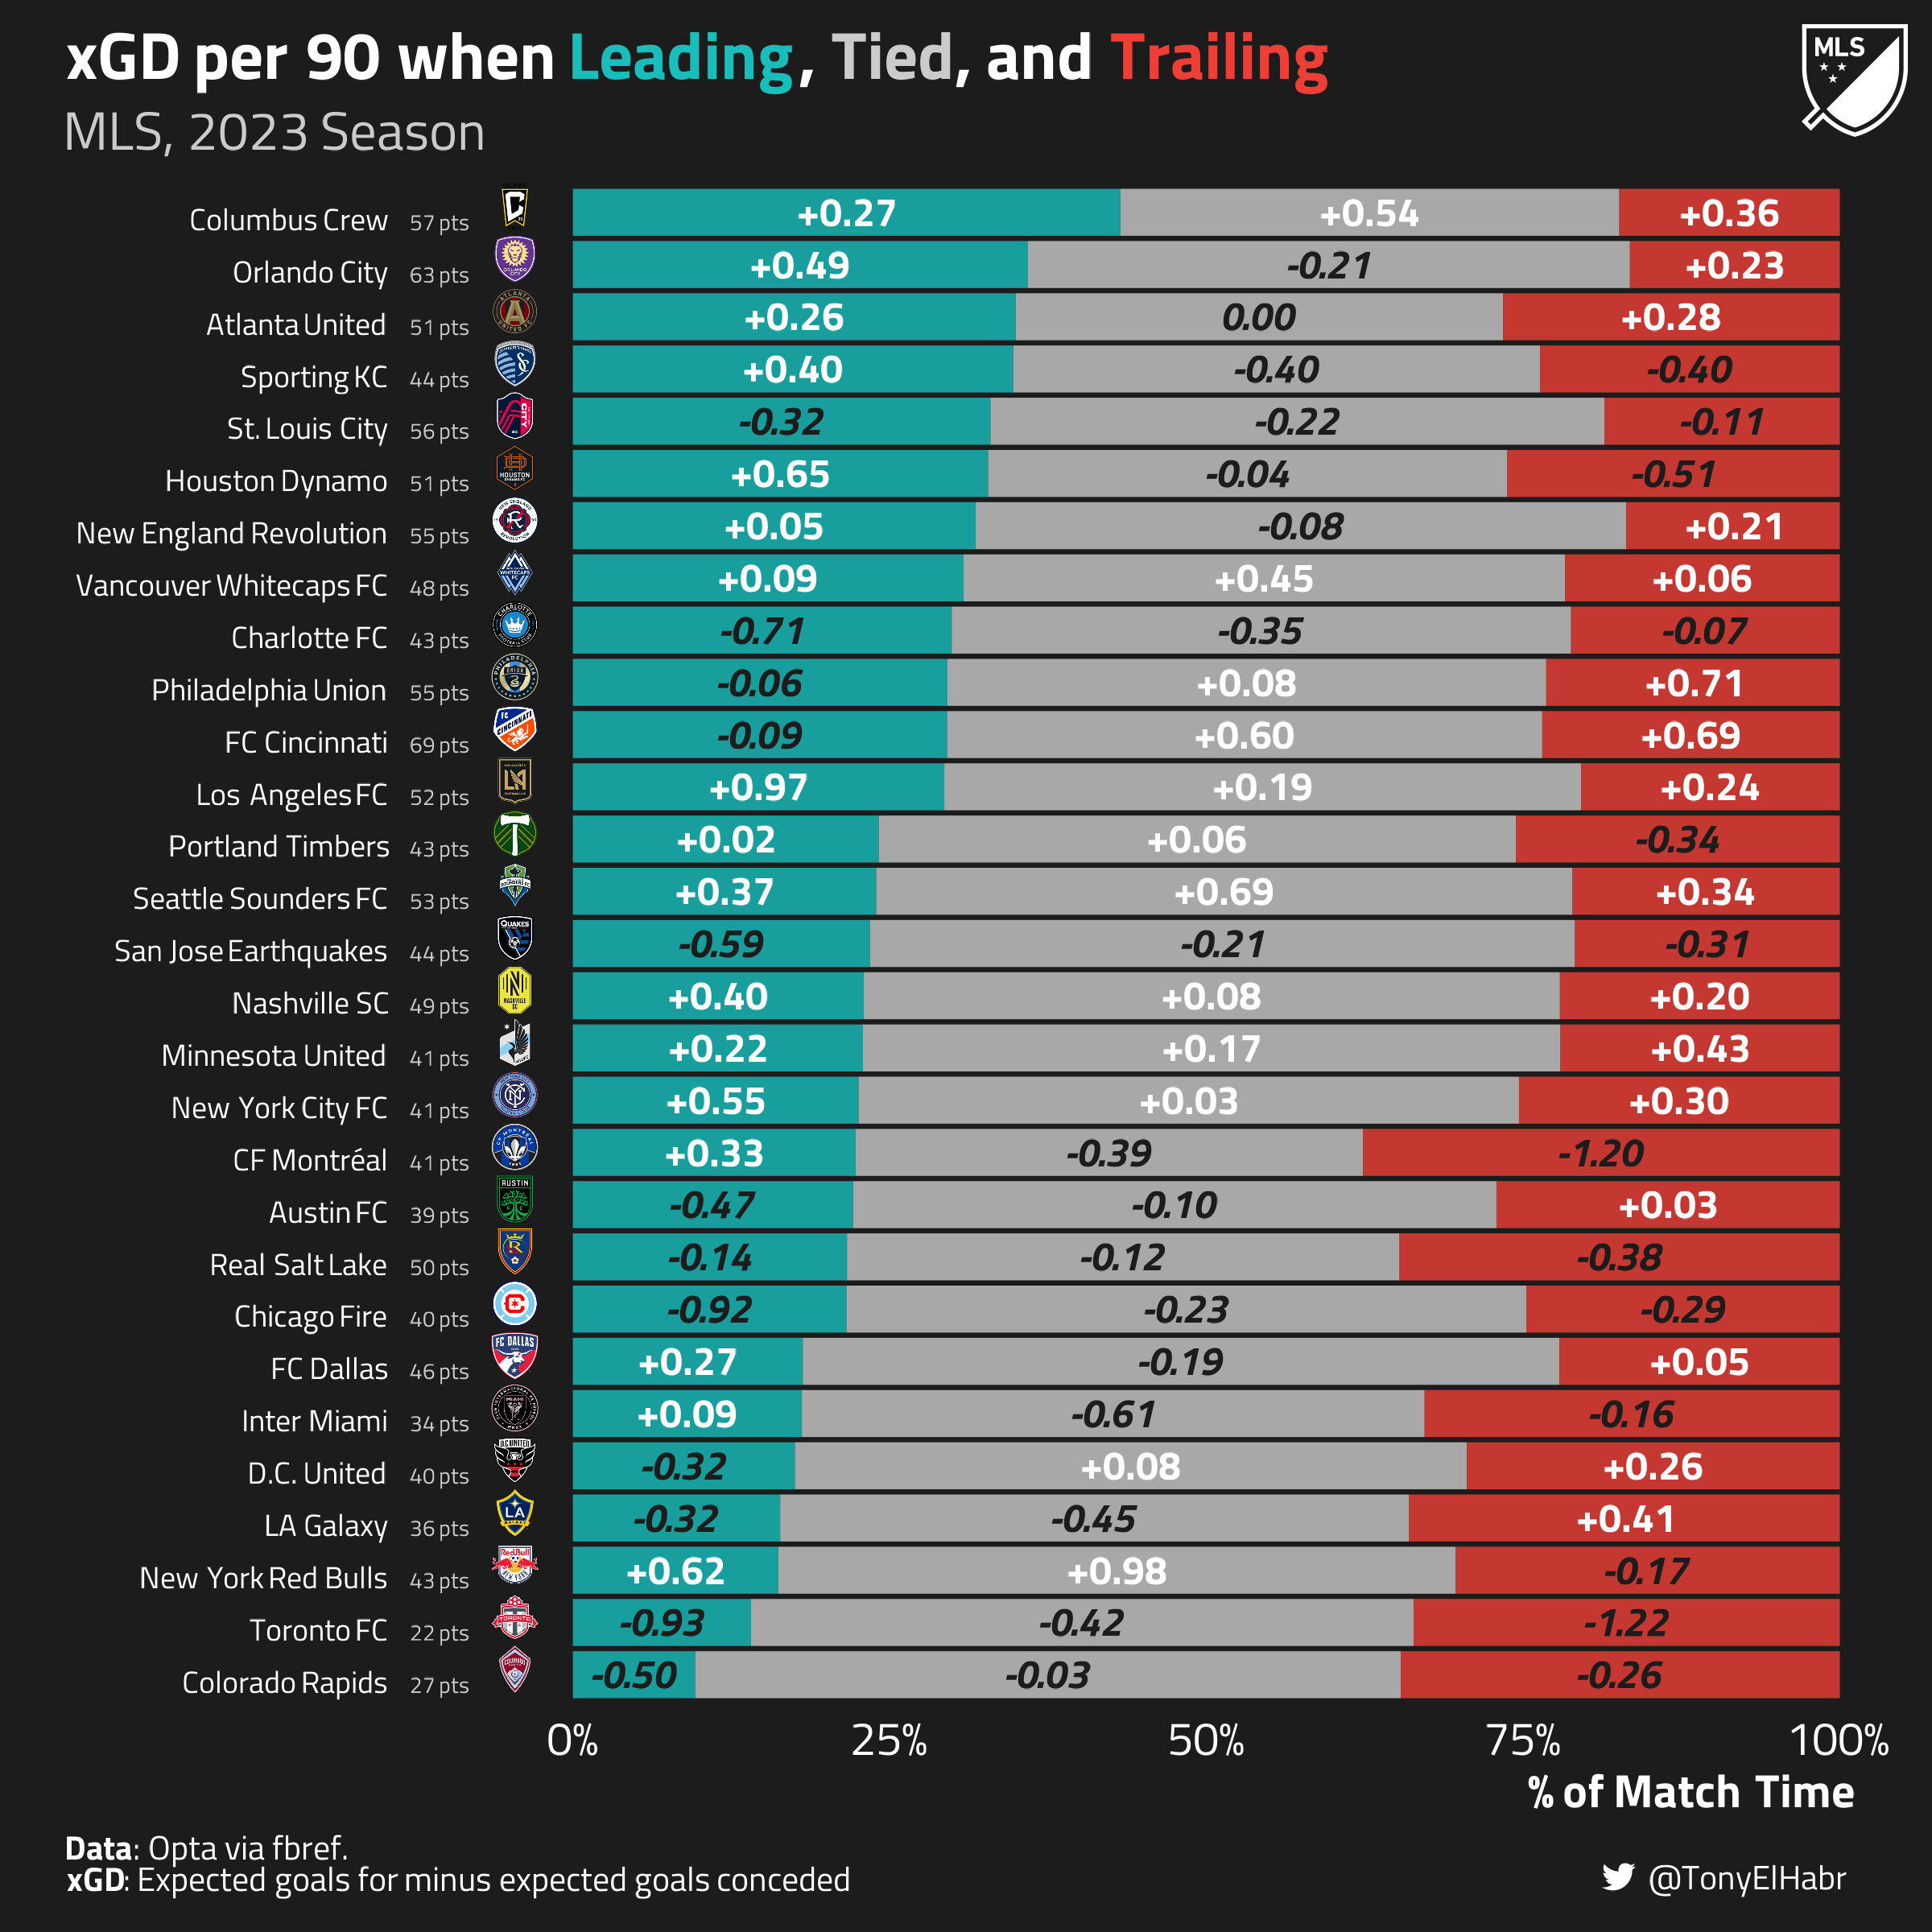 xGD per 90 when Leading, Tied, and Trailing
MLS
MLS, 2023 Season
Columbus Crew 57 pts +0.27 +0.54 +0.36
Orlando City 63 pts +0.49 -0.21 +0.23
Atlanta United 51 pts +0.26 0.00 +0.28
Sporting KC 44 pts +0.40 -0.40 -0.40
St. Louis City 56 pts -0.32 -0.22 -0.11
Houston Dynamo 51 pts +0.65 -0.04 -0.51
New England Revolution 55 pts +0.05 -0.08 +0.21
Vancouver Whitecaps FC 48 pts +0.09 +0.45 +0.06
Charlotte FC 43 pts -0.71 -0.35 -0.07
Philadelphia Union 55 pts -0.06 +0.08 +0.71
FC Cincinnati 69 pts -0.09 +0.60 +0.69
Los Angeles FC 52 pts +0.97 +0.19 +0.24
Portland Timbers 43 pts +0.02 +0.06 -0.34
Seattle Sounders FC 53 pts +0.37 +0.69 +0.34
San Jose Earthquakes 44 pts -0.59 -0.21 -0.31
Nashville SC 49 pts +0.40 +0.08 +0.20
Minnesota United 41 pts +0.22 +0.17 +0.43
New York City FC 41 pts +0.55 +0.03 +0.30
CF Montréal 41 pts +0.33 -0.39 -1.20
Austin FC 39 pts -0.47 -0.10 +0.03
Real Salt Lake 50 pts -0.14 -0.12 -0.38
Chicago Fire 40 pts -0.92 -0.23 -0.29
FC Dallas 46 pts +0.27 -0.19 +0.05
Inter Miami 34 pts +0.09 -0.61 -0.16
D.C. United 40 pts -0.32 +0.08 +0.26
LA Galaxy 36 pts -0.32 -0.45 +0.41
New York Red Bulls 43 pts +0.62 +0.98 -0.17
Toronto FC 22 pts -0.93 -0.42 -1.22
Colorado Rapids 27 pts -0.50 -0.03 -0.26
0% 25% 50% 75% 100%
% of Match Time
Data: Opta via fbref.
xGD: Expected goals for minus expected goals conceded
@TonyElHabr